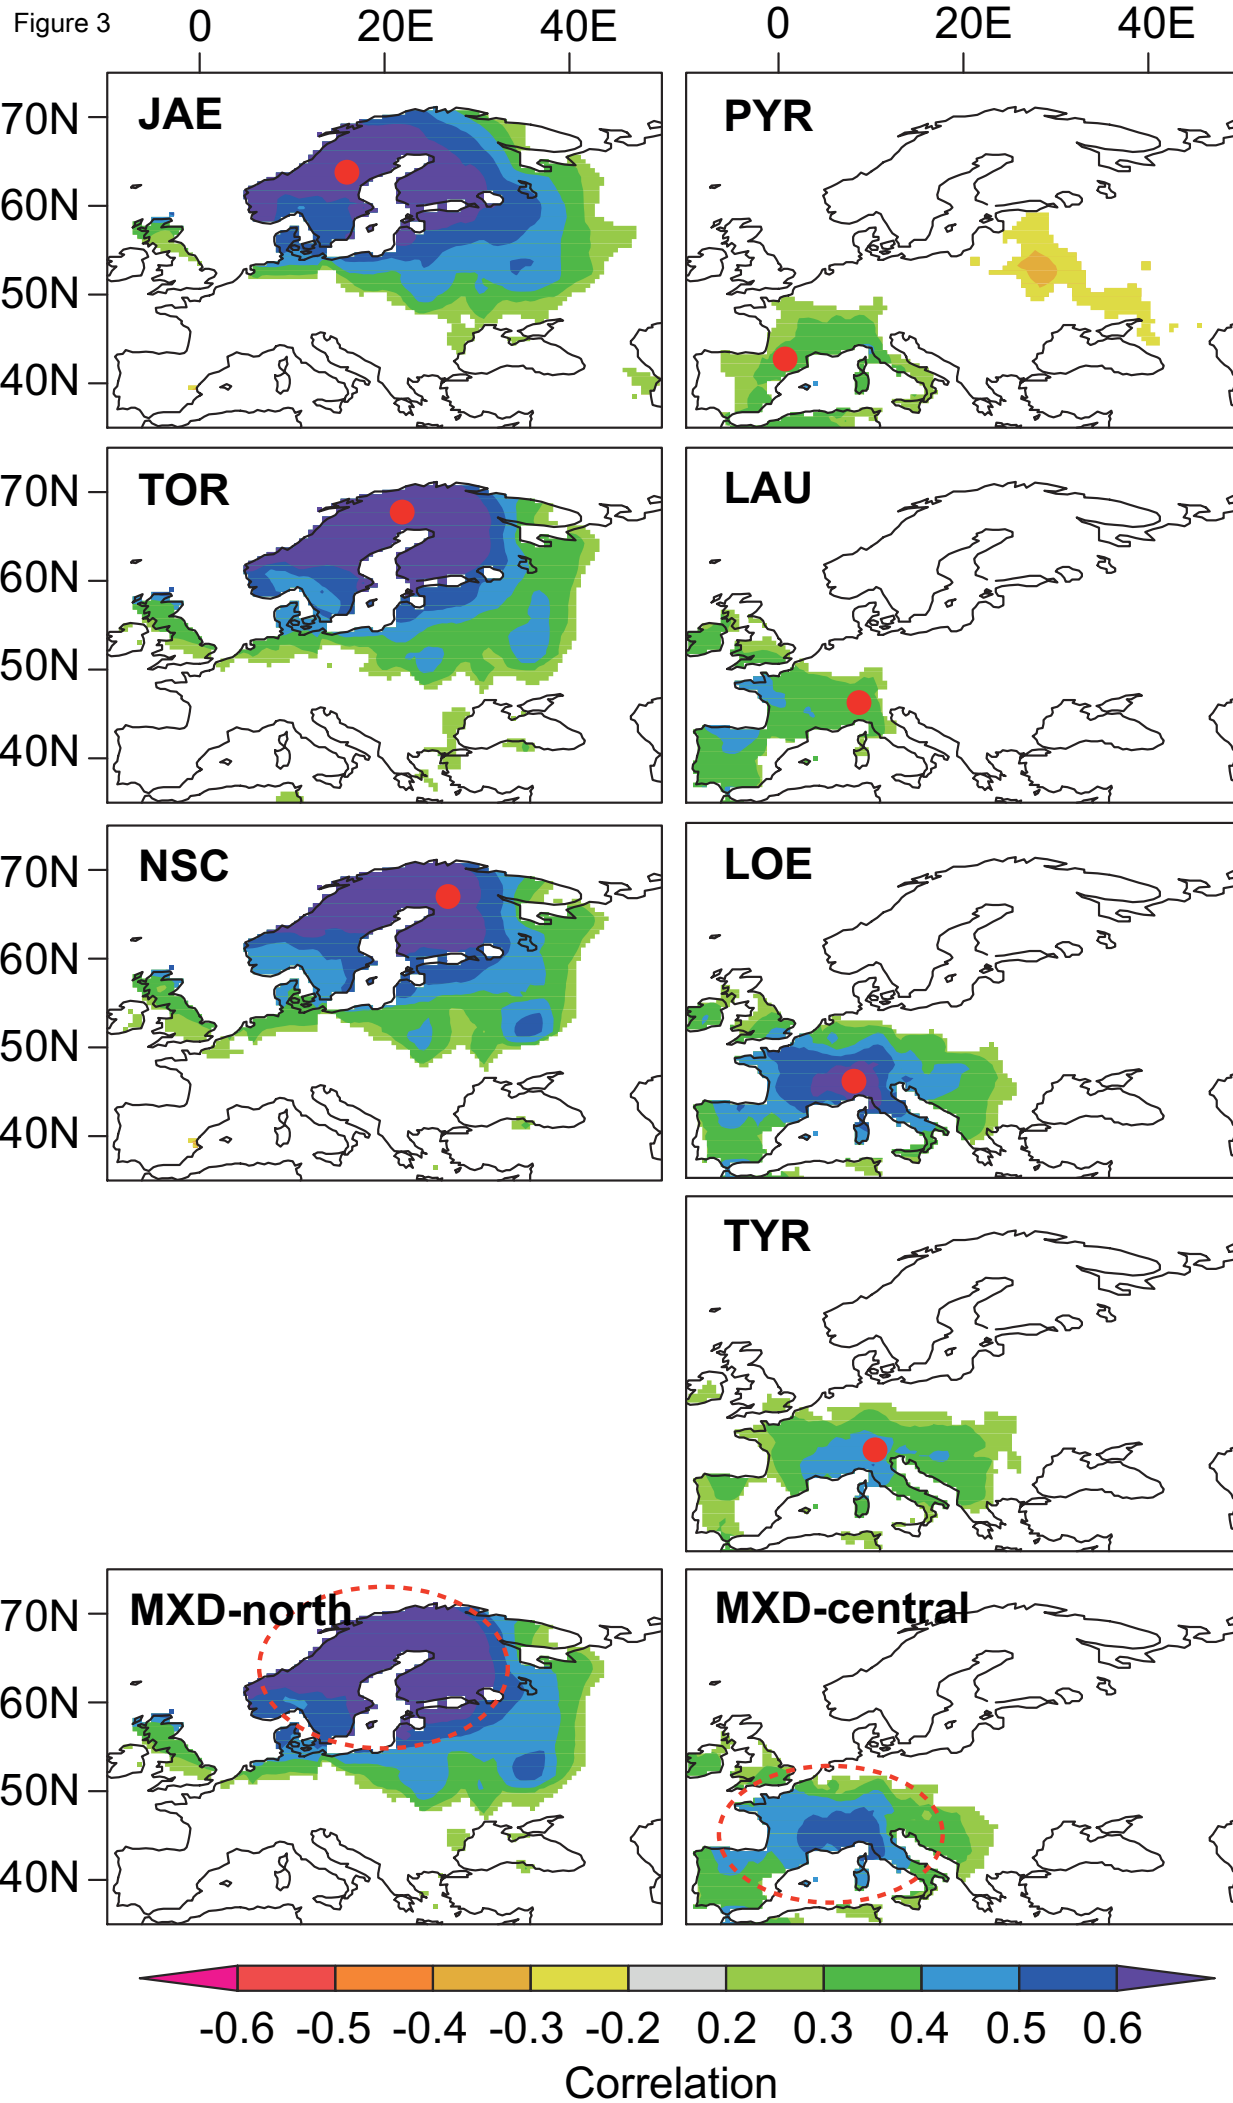 Figure 3
0 20E 40E 0 20E 40E
JAE PYR
70N
60N
50N
40N
TOR LAU
70N
60N
50N
40N
NSC LOE
70N
60N
50N
40N
TYR
MXD-north MXD-central
70N
60N
50N
40N
-0.6 -0.5 -0.4 -0.3 -0.2 0.2 0.3 0.4 0.5 0.6
Correlation